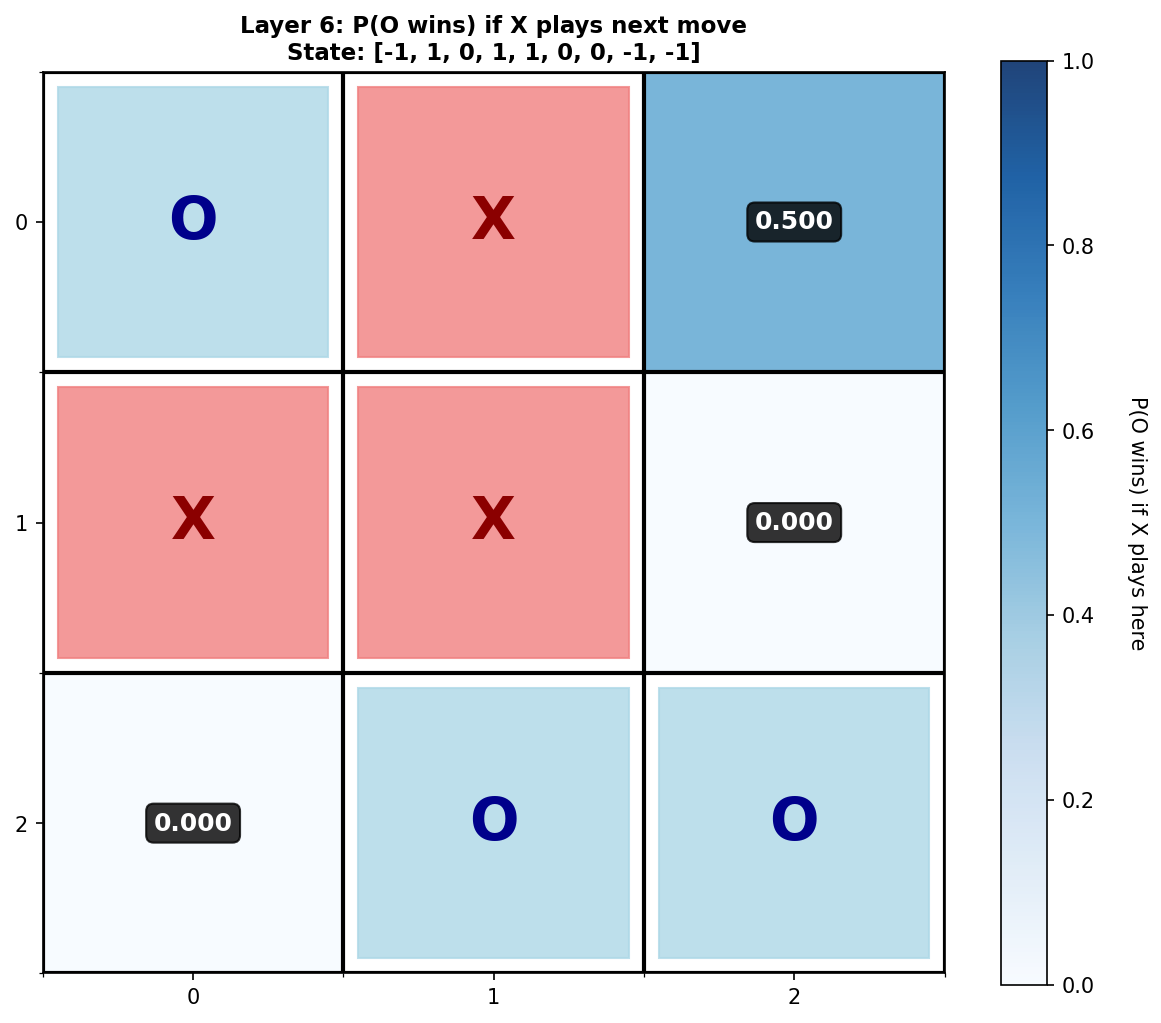 Layer 6: P(O wins) if X plays next move
State: [-1, 1, 0, 1, 1, 0, 0, -1, -1]
0
O
X
0.500
1
X
X
0.000
2
0.000
O
O
0
1
2
1.0
0.8
0.6
0.4
0.2
0.0
P(O wins) if X plays here